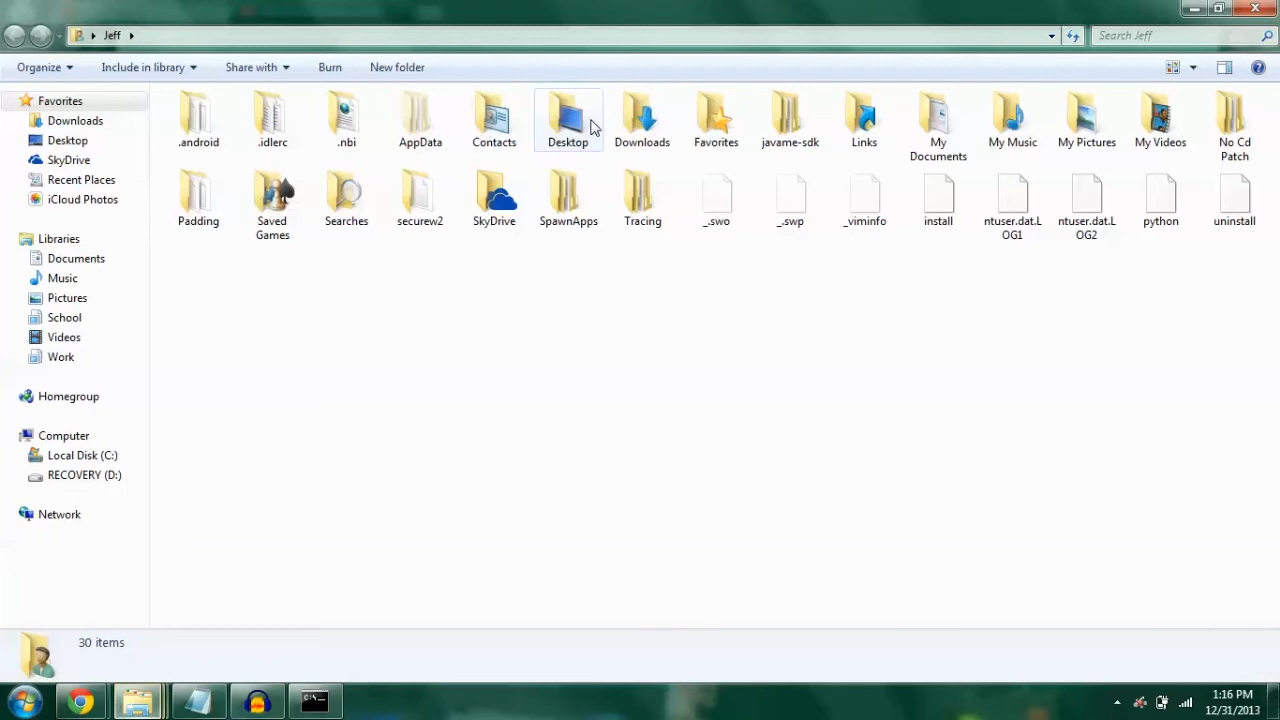 Jeff
Search Jeff
Organize Include in library Share with Burn New folder
Favorites
Downloads
Desktop
SkyDrive
Recent Places
iCloud Photos
Libraries
Documents
Music
Pictures
School
Videos
Work
Homegroup
Computer
Local Disk (C:)
RECOVERY (D:)
Network
.android
.idlerc
.nbi
AppData
Contacts
Desktop
Downloads
Favorites
javame-sdk
Links
My
Documents
My Music
My Pictures
My Videos
No Cd
Patch
Padding
Saved
Games
Searches
securew2
SkyDrive
SpawnApps
Tracing
_.swo
_.swp
_viminfo
install
ntuser.dat.L
OG1
ntuser.dat.L
OG2
python
uninstall
30 items
C:\.
1:16 PM
12/31/2013